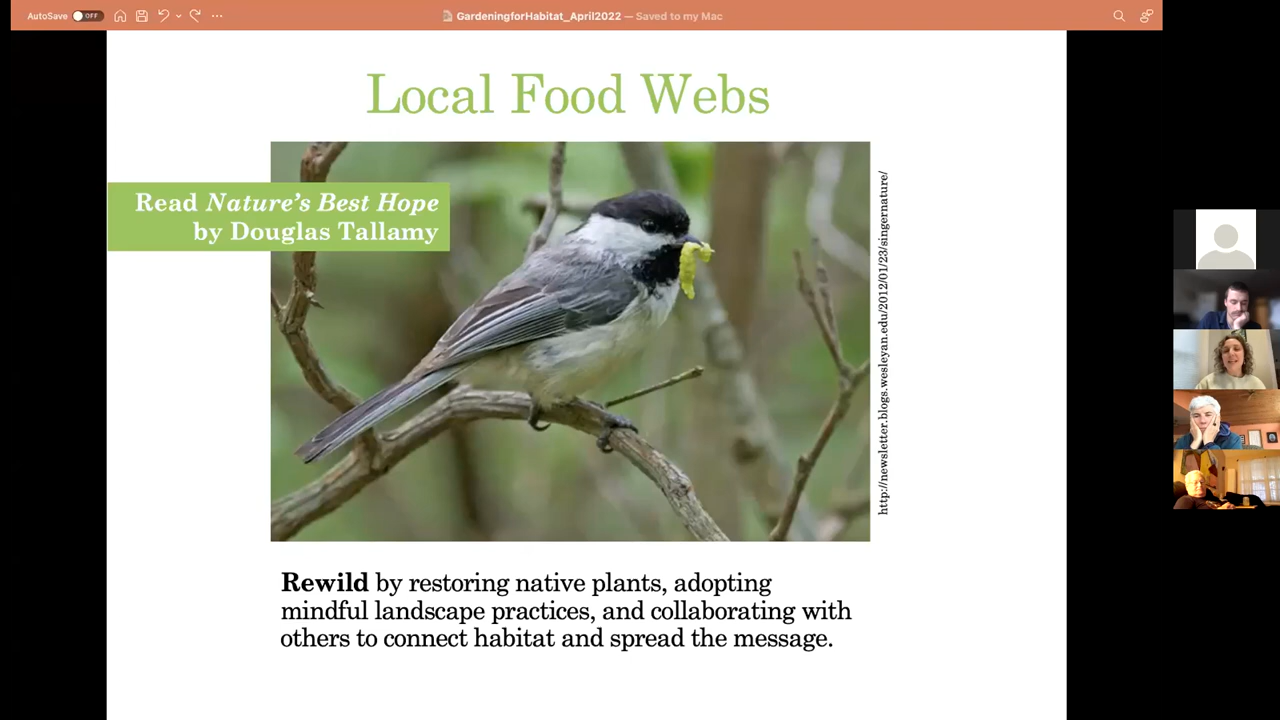 AutoSave OFF
GardeningforHabitat_April2022 — Saved to my Mac
Local Food Webs
Read Nature's Best Hope
by Douglas Tallamy
http://newsletter.blogs.wesleyan.edu/2012/01/23/singernature/
Rewild by restoring native plants, adopting
mindful landscape practices, and collaborating with
others to connect habitat and spread the message.